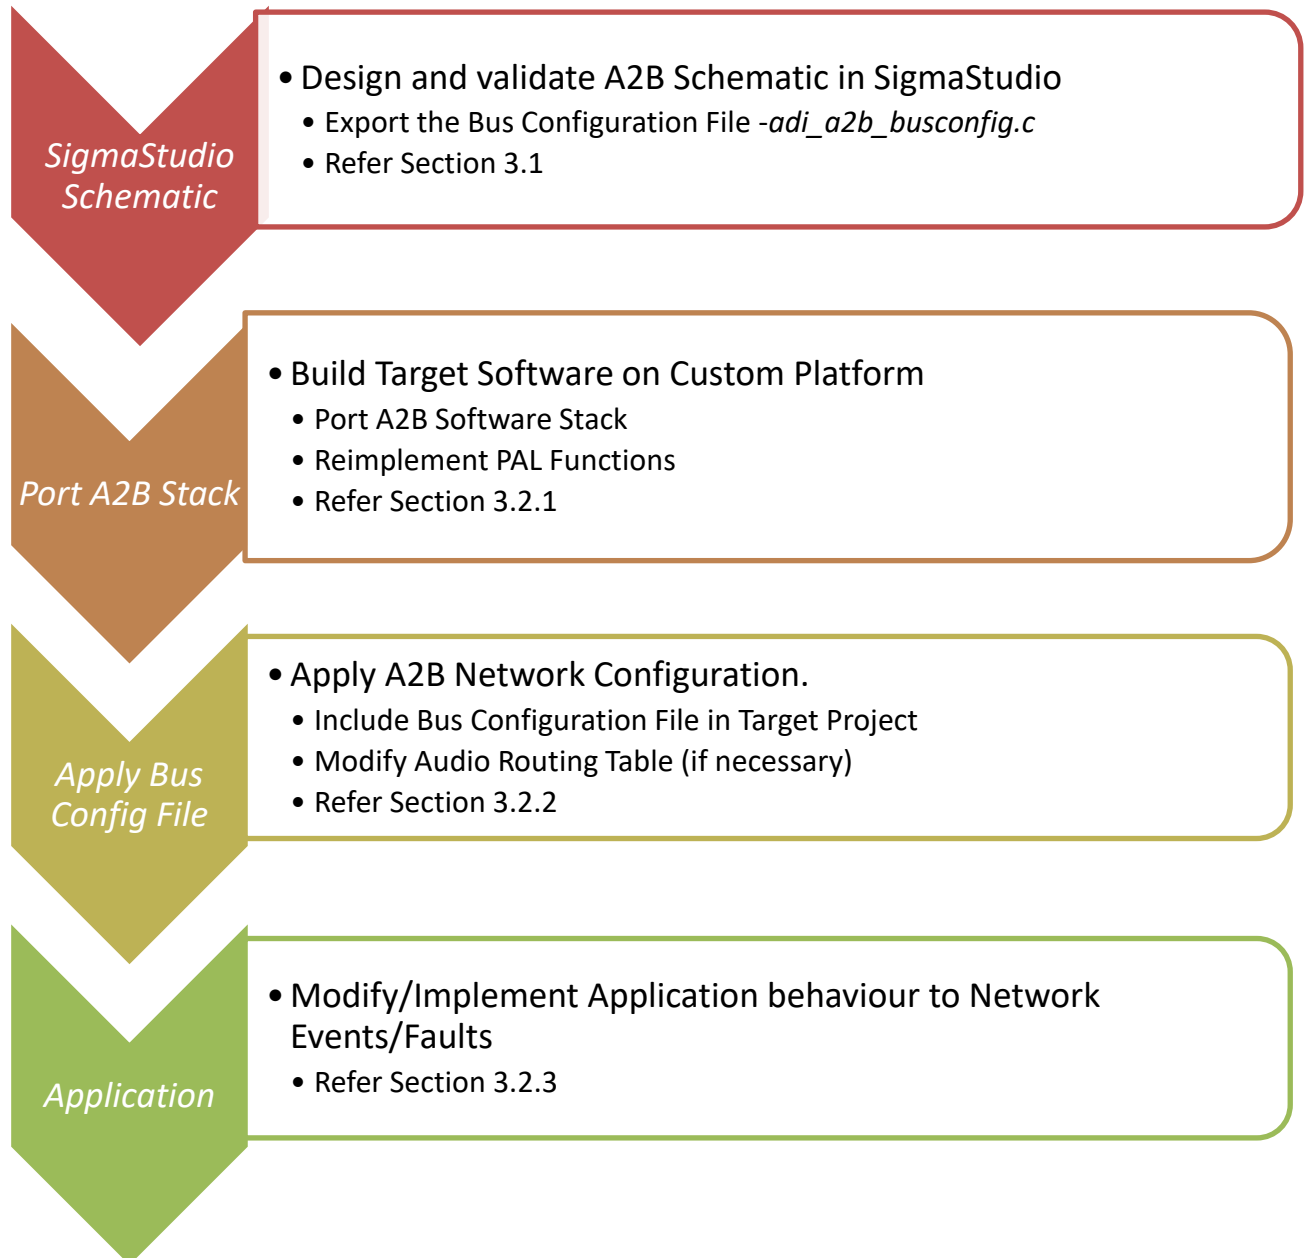 SigmaStudio
Schematic
• Design and validate A2B Schematic in SigmaStudio
• Export the Bus Configuration File -adi_a2b_busconfig.c
• Refer Section 3.1
Port A2B Stack
• Build Target Software on Custom Platform
• Port A2B Software Stack
• Reimplement PAL Functions
• Refer Section 3.2.1
Apply Bus
Config File
• Apply A2B Network Configuration.
• Include Bus Configuration File in Target Project
• Modify Audio Routing Table (if necessary)
• Refer Section 3.2.2
Application
• Modify/Implement Application behaviour to Network
Events/Faults
• Refer Section 3.2.3